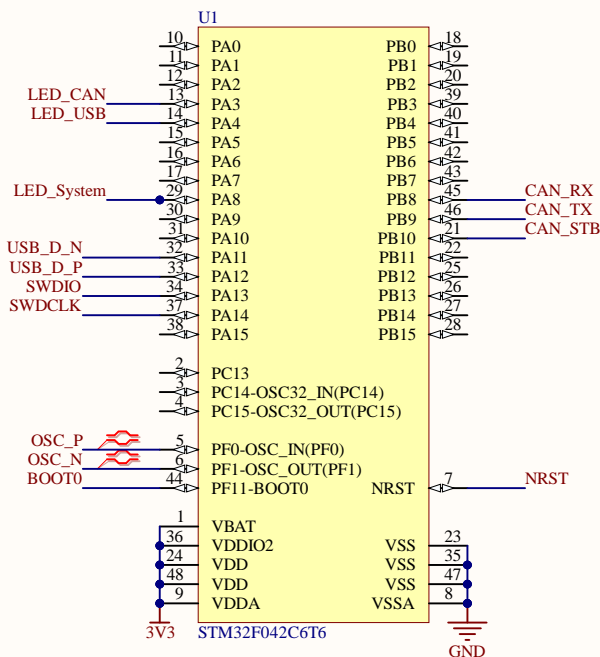 U1
10 PA0 PB0 18
11 PA1 PB1 19
12 PA2 PB2 20
LED_CAN 13 PA3 PB3 39
LED_USB 14 PA4 PB4 40
15 PA5 PB5 41
16 PA6 PB6 42
17 PA7 PB7 43
LED_System 29 PA8 PB8 45 CAN_RX
30 PA9 PB9 46 CAN_TX
31 PA10 PB10 21 CAN_STB
USB_D_N 32 PA11 PB11 22
USB_D_P 33 PA12 PB12 25
SWDIO 34 PA13 PB13 26
SWDCLK 37 PA14 PB14 27
38 PA15 PB15 28
2 PC13
3 PC14-OSC32_IN(PC14)
4 PC15-OSC32_OUT(PC15)
OSC_P 5 PF0-OSC_IN(PF0)
OSC_N 6 PF1-OSC_OUT(PF1)
BOOT0 44 PF11-BOOT0 NRST 7 NRST
1 VBAT
36 VDDIO2 VSS 23
24 VDD VSS 35
48 VDD VSS 47
9 VDDA VSSA 8
3V3 STM32F042C6T6 GND